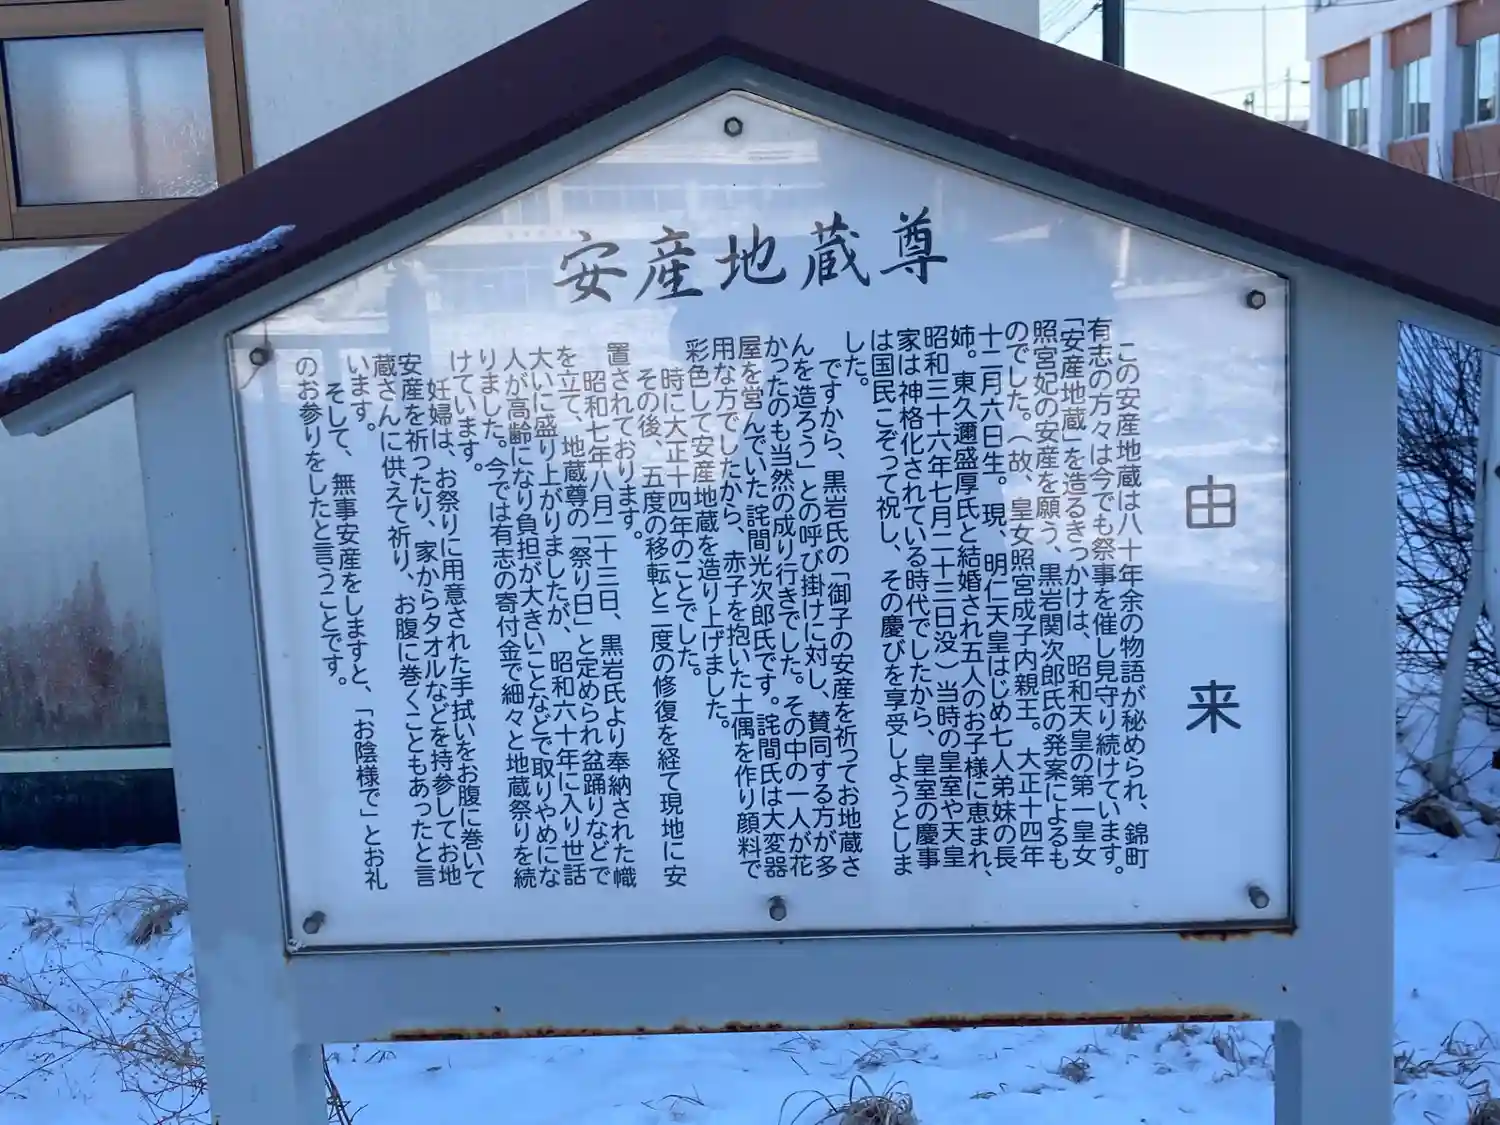 安産地蔵尊
由来
この安産地蔵は八十年余の物語が秘められ、錦町
有志の方々は今でも祭事を催し見守り続けています。
「安産地蔵」を造るきっかけは、昭和天皇の第一皇女
照宮宮妃の安産を願う、黒岩関次郎氏の発案によるも
のでした。（故、皇女照宮成子内親王。大正十四年
十二月六日生。現、明仁天皇はじめ七人弟妹の長
姉。東久邇盛厚氏と結婚され五人のお子様に恵まれ、
昭和三十六年七月二十三日没）当時の皇室や天皇
家は神格化されている時代でしたから、皇室の慶事
は国民こぞって祝し、その慶びを享受しようとしま
した。
ですから、黒岩氏の「御子の安産を祈ってお地蔵さ
んを造ろう」との呼び掛けに対し、賛同する方が多
かったのも当然の成り行きでした。その中の一人が花
屋を営んでいた詫間光次郎氏です。詫間氏は大変器
用な方でしたから、赤子を抱いた土偶を作り顔料で
彩色して安産地蔵を造り上げました。
時に大正十四年のことでした。
その後、五度の移転と二度の修復を経て現地に安
置されております。
昭和七年八月二十三日、黒岩氏より奉納された幟
を立て、地蔵尊の「祭り日」と定められ盆踊りなどで
大いに盛り上がりましたが、昭和六十年に入り世話
人が高齢になり負担が大きいことなどで取りやめにな
りました。今では有志の寄付金で細々と地蔵祭りを続
けています。
妊婦は、お祭りに用意された手拭いをお腹に巻いて
安産を祈ったり、家からタオルなどを持参してお地
蔵さんに供えて祈り、お腹に巻くこともあったと言
います。
そして、無事安産をしますと、「お陰様で」とお礼
のお参りをしたと言うことです。